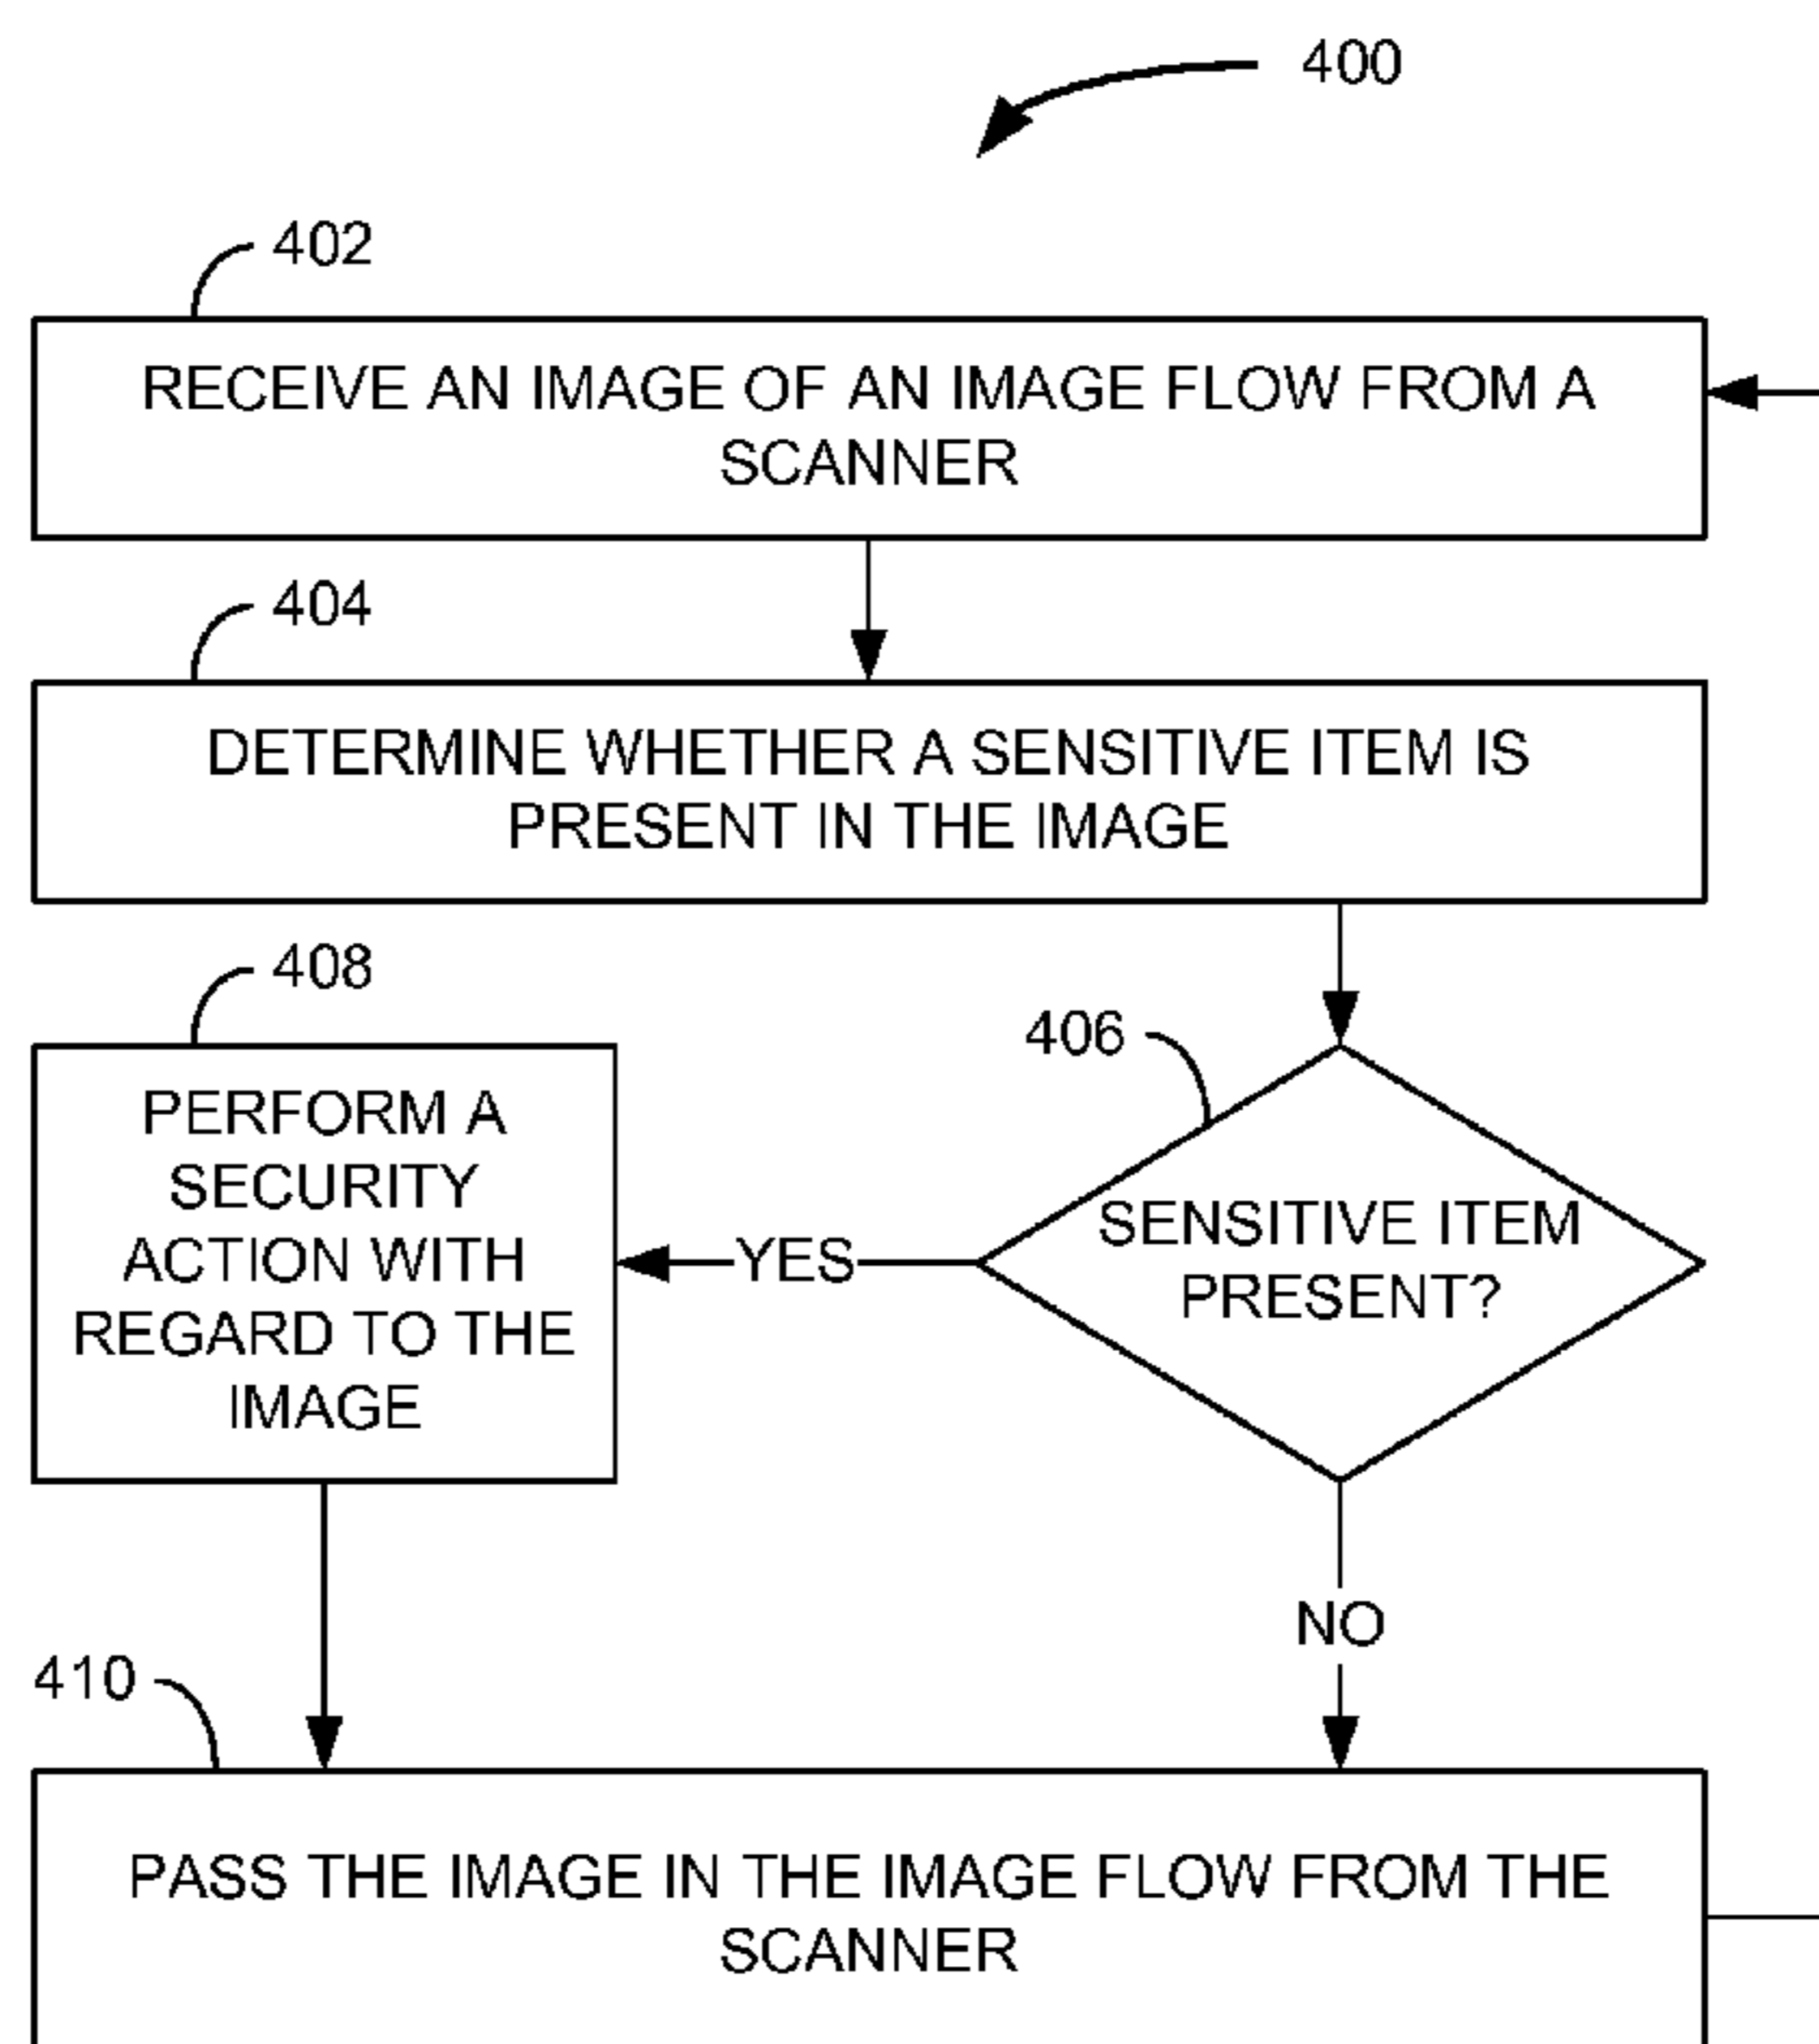 400
402
RECEIVE AN IMAGE OF AN IMAGE FLOW FROM A
SCANNER
404
DETERMINE WHETHER A SENSITIVE ITEM IS
PRESENT IN THE IMAGE
408
PERFORM A
SECURITY
ACTION WITH
REGARD TO THE
IMAGE
YES
406
SENSITIVE ITEM
PRESENT?
NO
410
PASS THE IMAGE IN THE IMAGE FLOW FROM THE
SCANNER